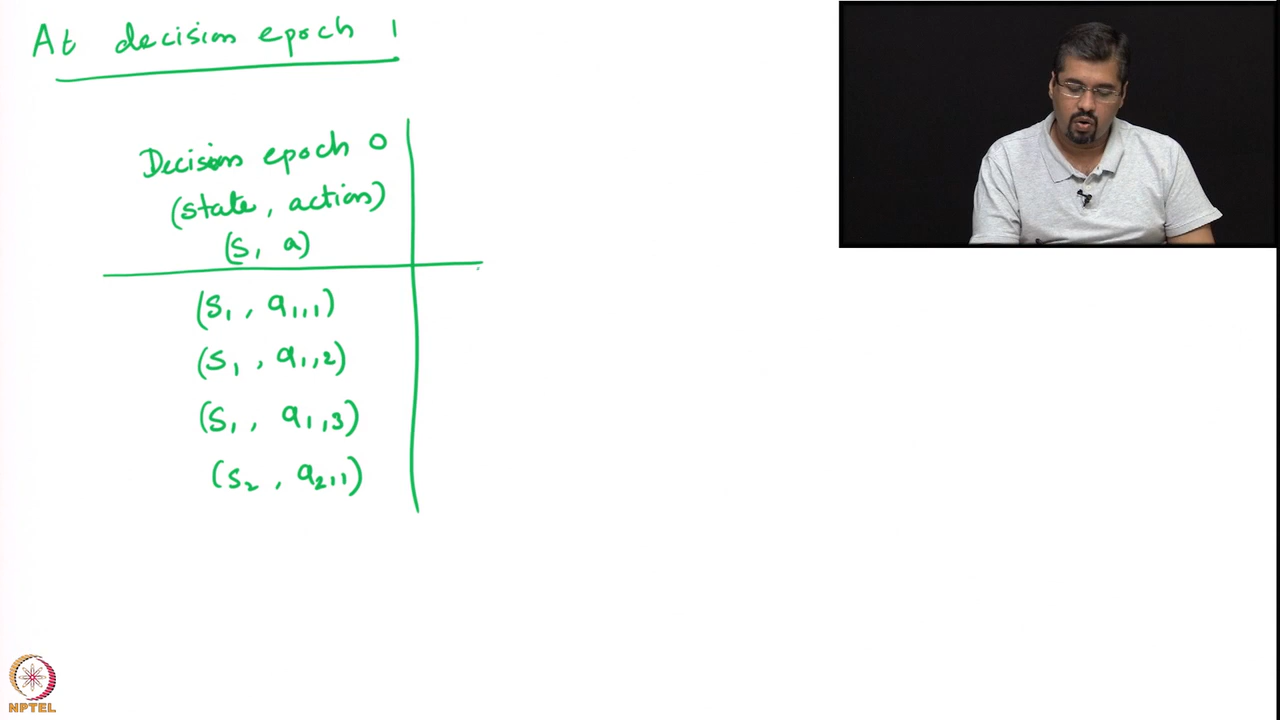 At decision epoch 1
Decision epoch 0
(state, action)
(s, a)
(s₁, a₁,₁)
(s₁, a₁,₂)
(s₁, a₁,₃)
(s₂, a₂,₁)
NPTEL